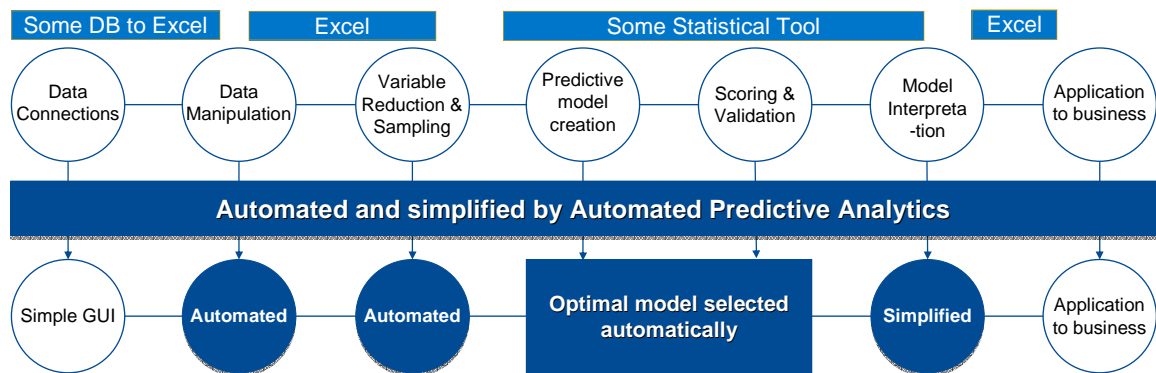 Some DB to Excel
Excel
Some Statistical Tool
Excel
Data
Connections
Data
Manipulation
Variable
Reduction &
Sampling
Predictive
model
creation
Scoring &
Validation
Model
Interpreta
-tion
Application
to business
Automated and simplified by Automated Predictive Analytics
Simple GUI
Automated
Automated
Optimal model selected
automatically
Simplified
Application
to business